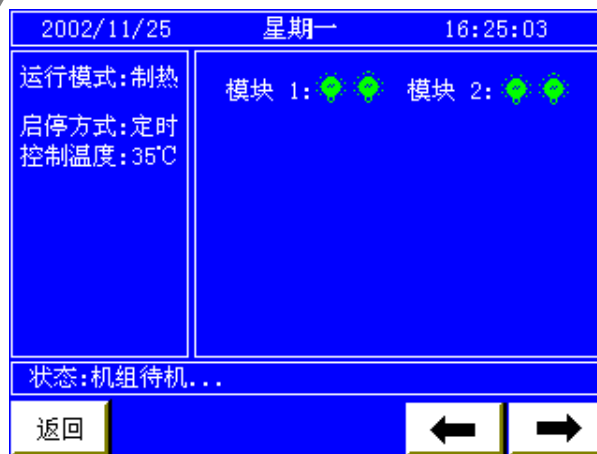 2002/11/25 星期一 16:25:03
运行模式:制热
模块 1: 模块 2:
启停方式:定时
控制温度:35℃
状态:机组待机...
返回